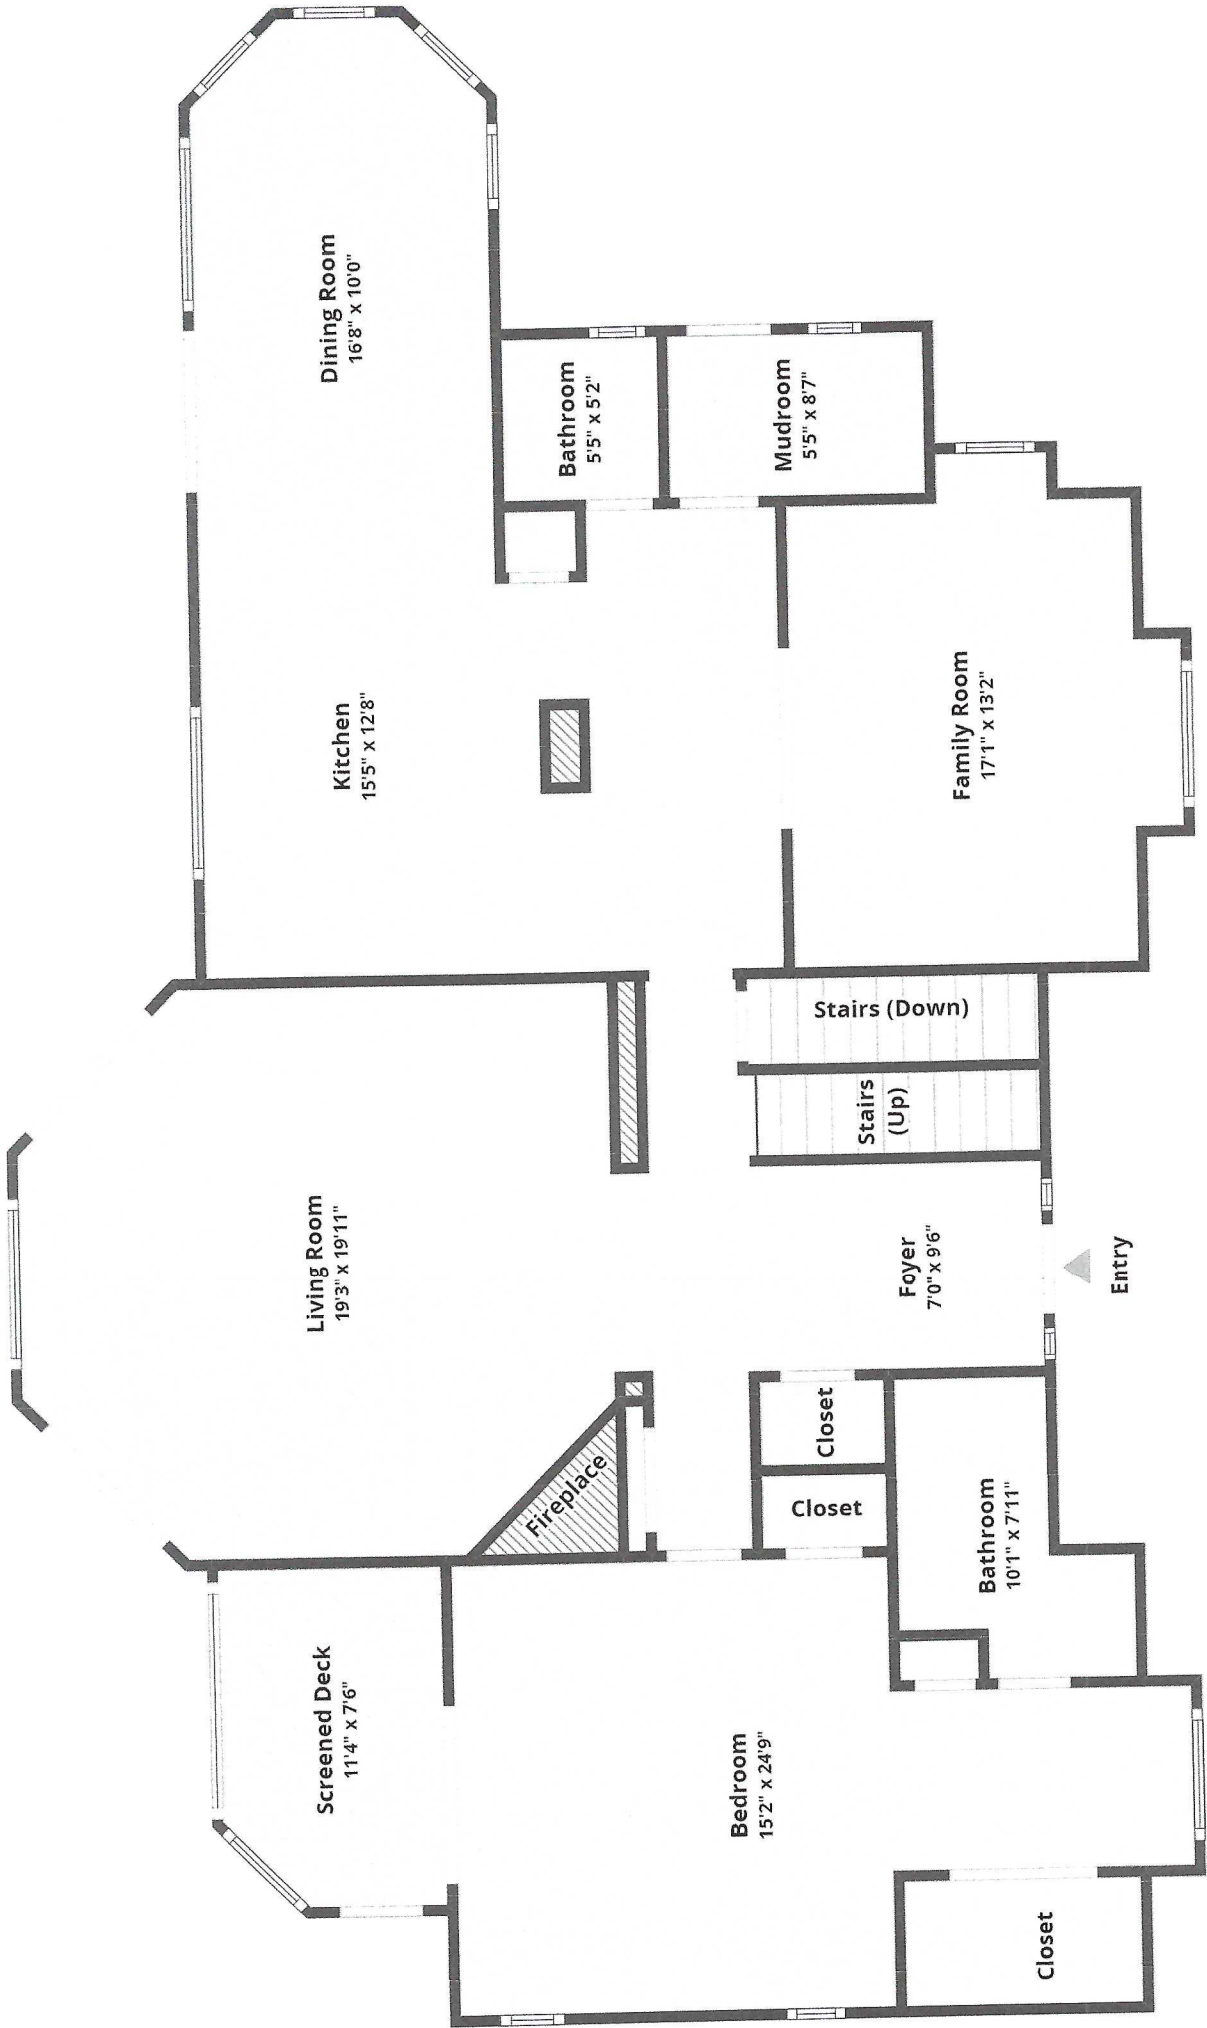 Screened Deck
11'4" x 7'6"
Living Room
19'3" x 19'11"
Kitchen
15'5" x 12'8"
Dining Room
16'8" x 10'0"
Fireplace
Bathroom
5'5" x 5'2"
Mudroom
5'5" x 8'7"
Bedroom
15'2" x 24'9"
Closet
Closet
Foyer
7'0" x 9'6"
Stairs
(Up)
Stairs (Down)
Family Room
17'1" x 13'2"
Bathroom
10'1" x 7'11"
Closet
Entry